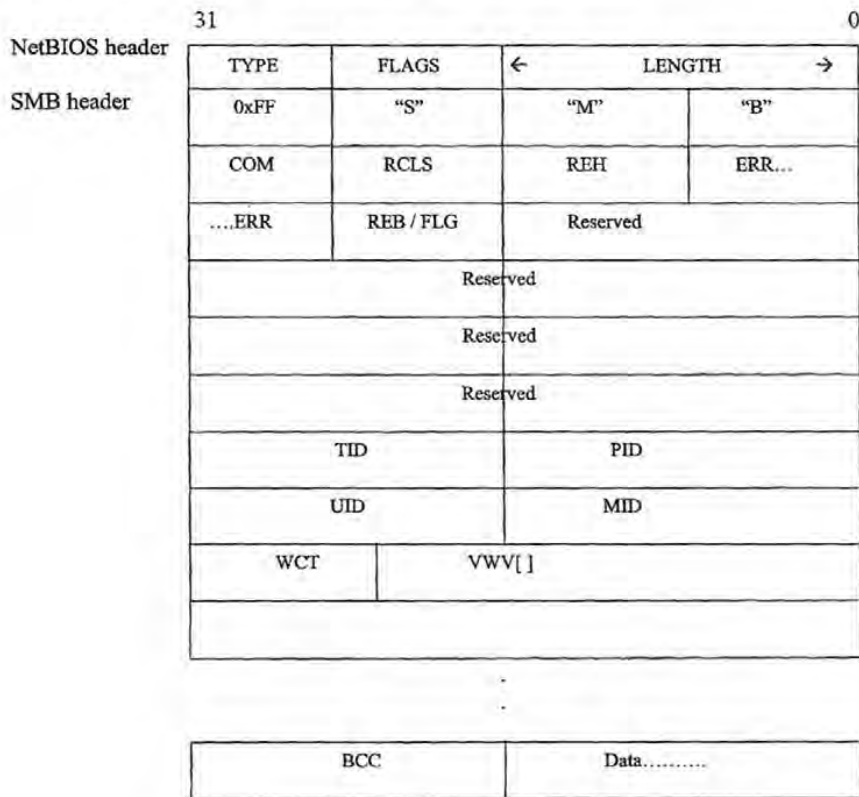 31 0
NetBIOS header
TYPE FLAGS ← LENGTH →
SMB header
0xFF “S” “M” “B”
COM RCLS REH ERR...
....ERR REB / FLG Reserved
Reserved
Reserved
Reserved
TID PID
UID MID
WCT VWV[ ]
.
.
BCC Data..........